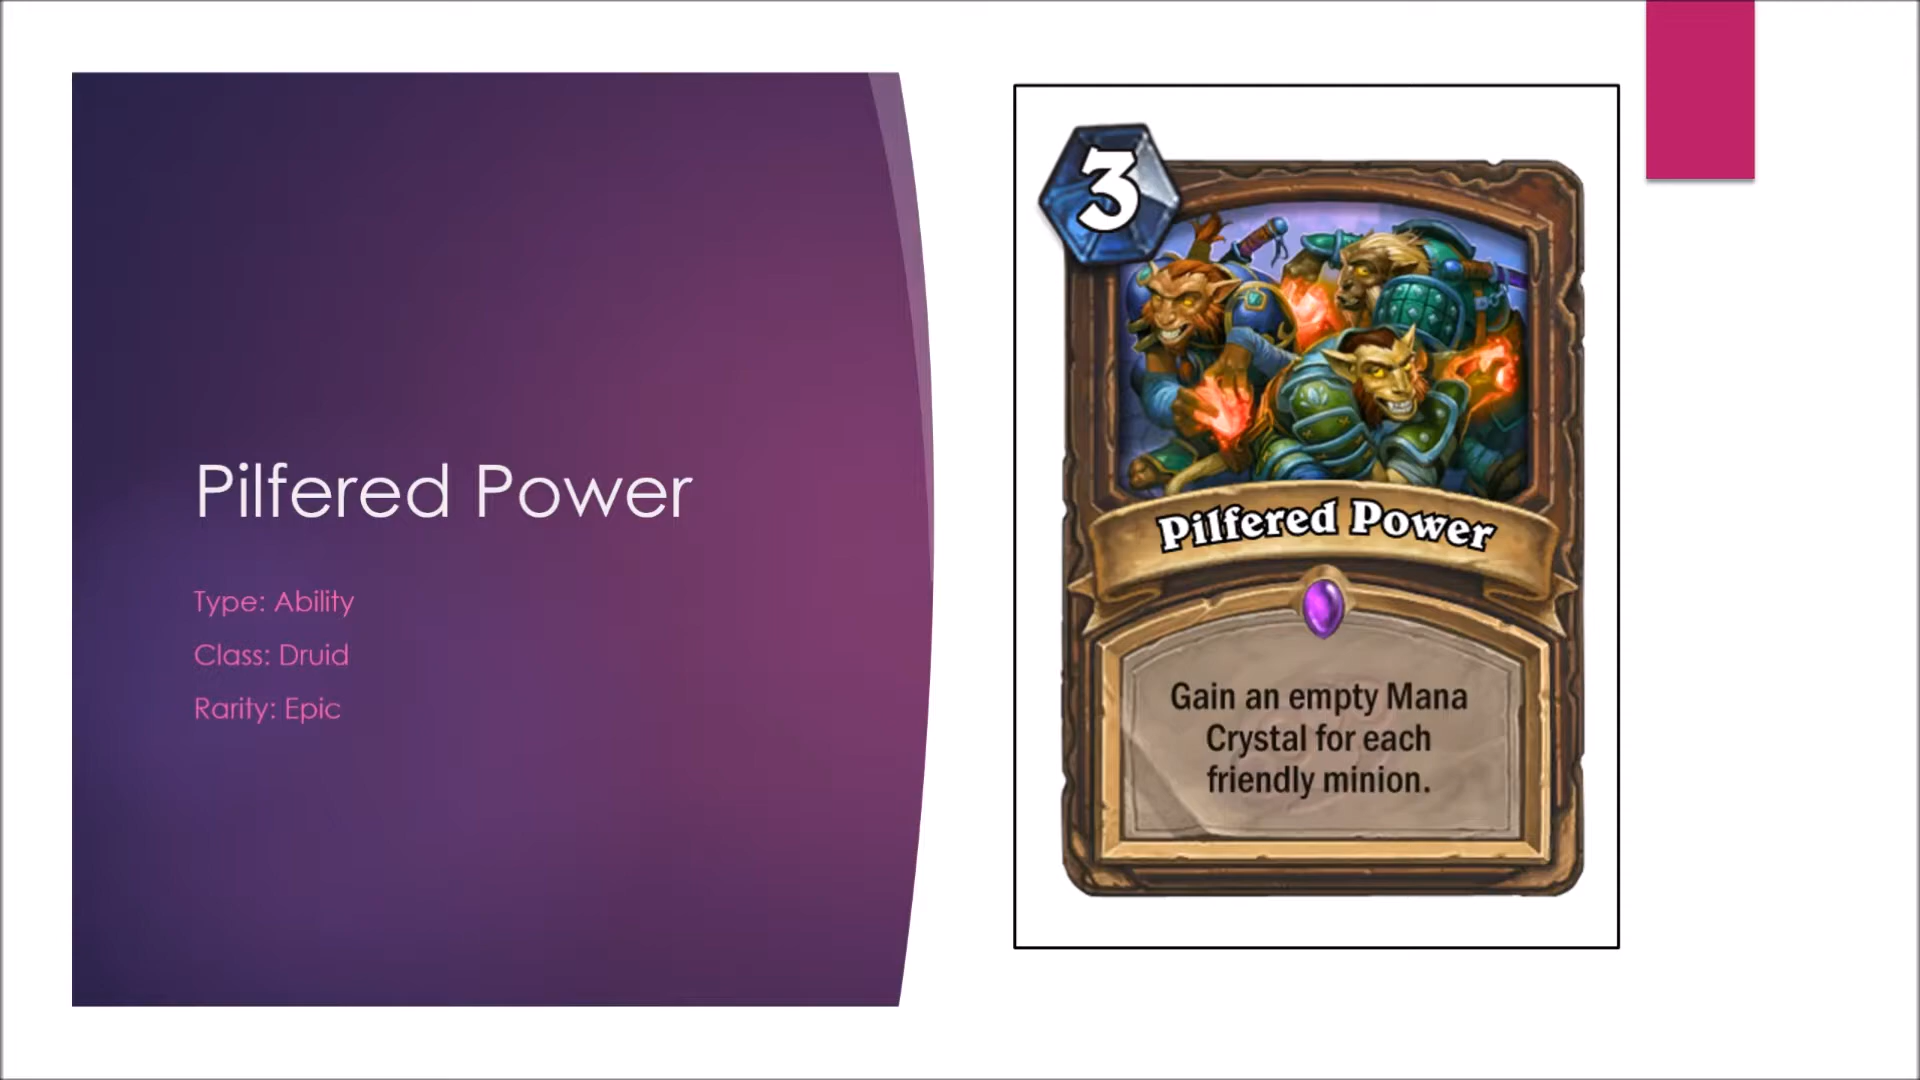 Pilfered Power
Type: Ability
Class: Druid
Rarity: Epic
3
Pilfered Power
Gain an empty Mana
Crystal for each
friendly minion.